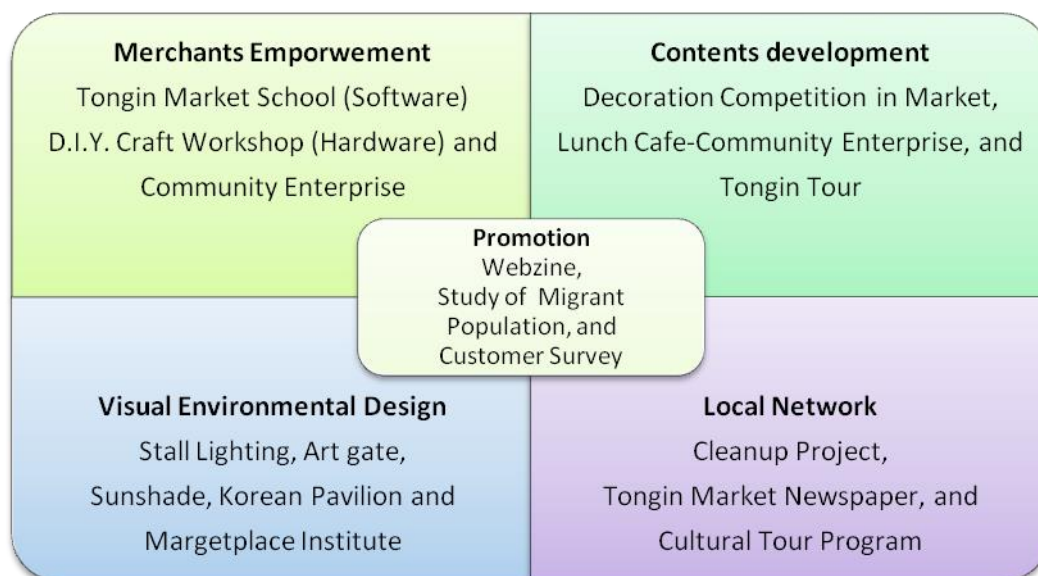 Merchants Emporwement
Tongin Market School (Software)
D.I.Y. Craft Workshop (Hardware) and
Community Enterprise
Contents development
Decoration Competition in Market,
Lunch Cafe-Community Enterprise, and
Tongin Tour
Promotion
Webzine,
Study of Migrant
Population, and
Customer Survey
Visual Environmental Design
Stall Lighting, Art gate,
Sunshade, Korean Pavilion and
Margetplace Institute
Local Network
Cleanup Project,
Tongin Market Newspaper, and
Cultural Tour Program